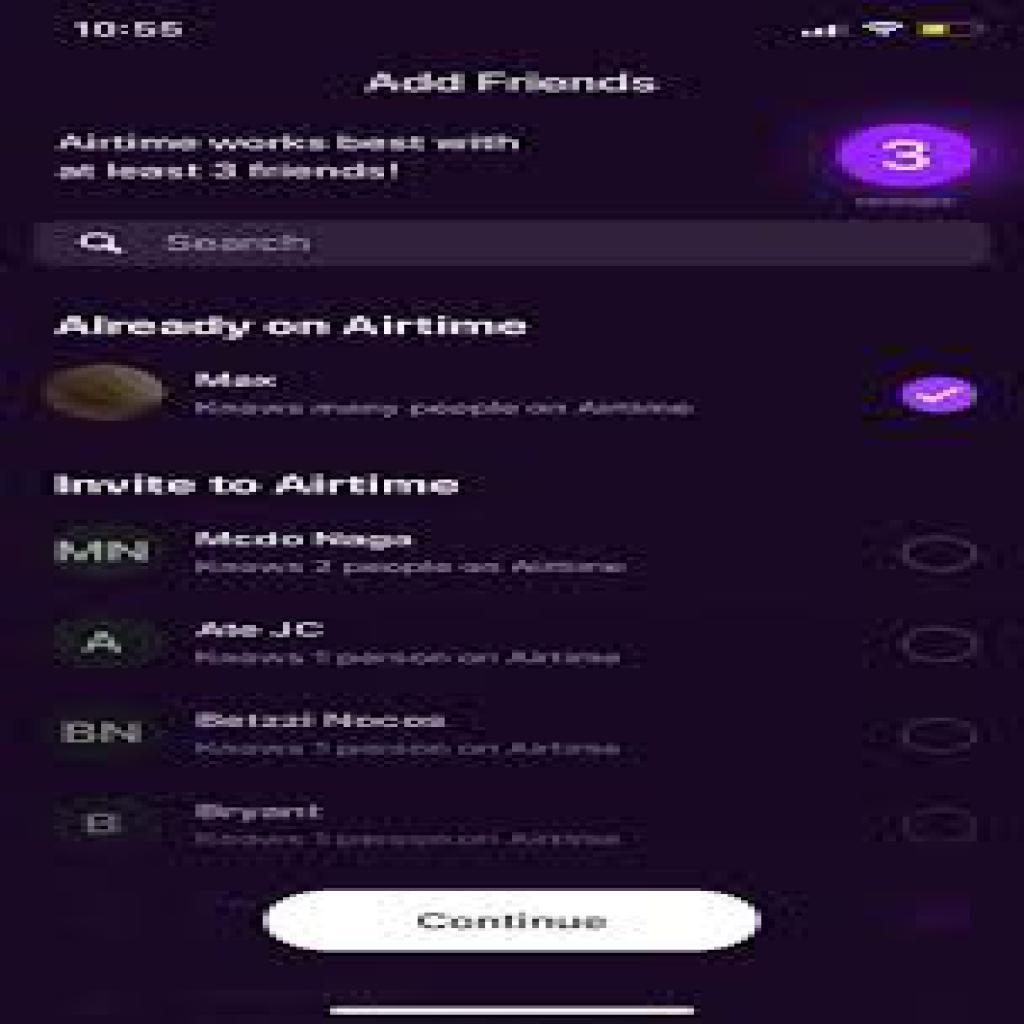 10:55
Add Friends
Airtime works best with
at least 3 friends!
3
Search
Already on Airtime
Max
Knows many people on Airtime
Invite to Airtime
MN
Mcdo Naga
Knows 2 people on Airtime
A
Ate JC
Knows 1 person on Airtime
BN
Betzzi Nocos
Knows 1 person on Airtime
B
Bryant
Knows 1 person on Airtime
Continue